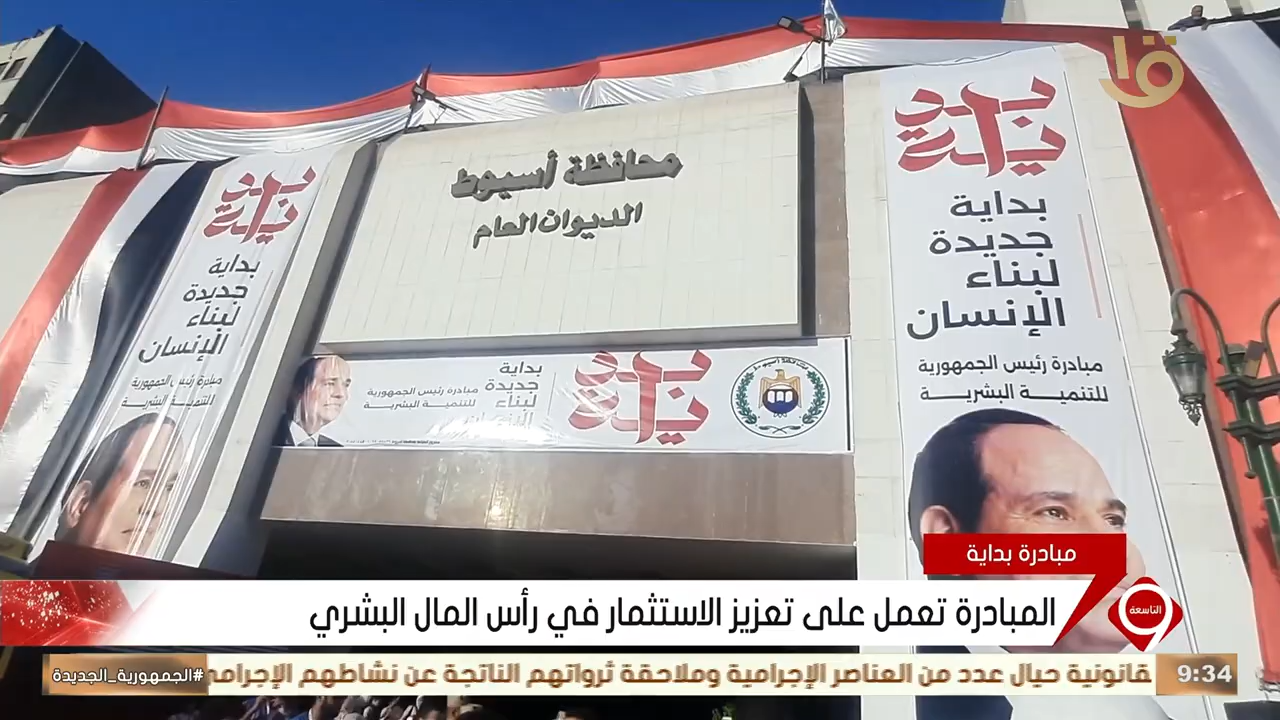 محافظة أسيوط
الديوان العام
بداية
بداية
جديدة
لبناء
الإنسان
مبادرة رئيس الجمهورية
للتنمية البشرية
بداية
بداية
جديدة
لبناء
الإنسان
مبادرة رئيس الجمهورية
للتنمية البشرية
بداية
بداية
جديدة
لبناء
الإنسان
مبادرة رئيس الجمهورية
للتنمية البشرية
مبادرة بداية
المبادرة تعمل على تعزيز الاستثمار في رأس المال البشري
التاسعة
9
9:34
قانونية حيال عدد من العناصر الإجرامية وملاحقة ثرواتهم الناتجة عن نشاطهم الإجرامي
#الجمهورية_الجديدة